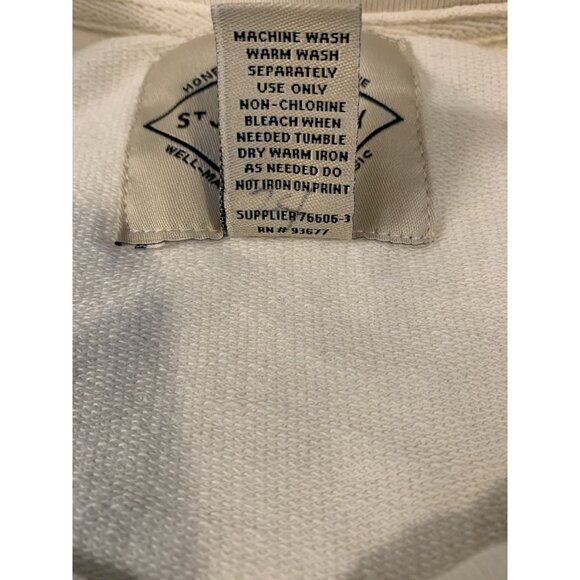 MACHINE WASH
WARM WASH
SEPARATELY
USE ONLY
NON-CHLORINE
BLEACH WHEN
NEEDED TUMBLE
DRY WARM IRON
AS NEEDED DO
NOT IRON ON PRINT
SUPPLIER 76606-3
RN # 93677
ST